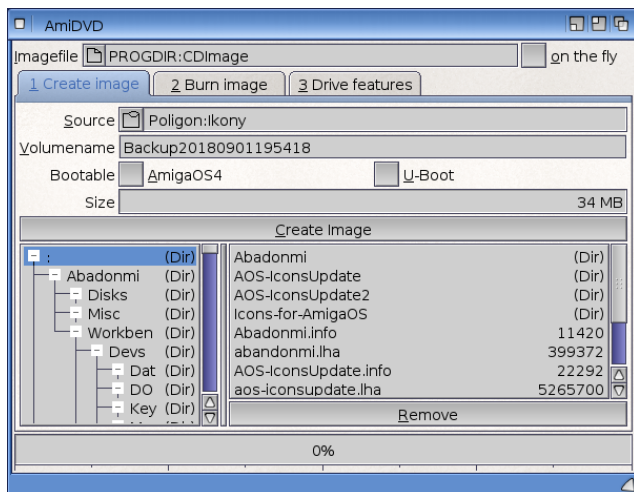 AmiDVD
Imagefile PROGDIR:CDImage on the fly
1 Create image 2 Burn image 3 Drive features
Source Poligon:Ikony
Volumename Backup20180901195418
Bootable AmigaOS4 U-Boot
Size 34 MB
Create Image
: (Dir)
Abadonmi (Dir)
Disks (Dir)
Misc (Dir)
Workben (Dir)
Devs (Dir)
Dat (Dir)
DO (Dir)
Key (Dir)
Abadonmi (Dir)
AOS-IconsUpdate (Dir)
AOS-IconsUpdate2 (Dir)
Icons-for-AmigaOS (Dir)
Abadonmi.info 11420
abandonmi.lha 399372
AOS-IconsUpdate.info 22292
aos-iconsupdate.lha 5265700
Remove
0%